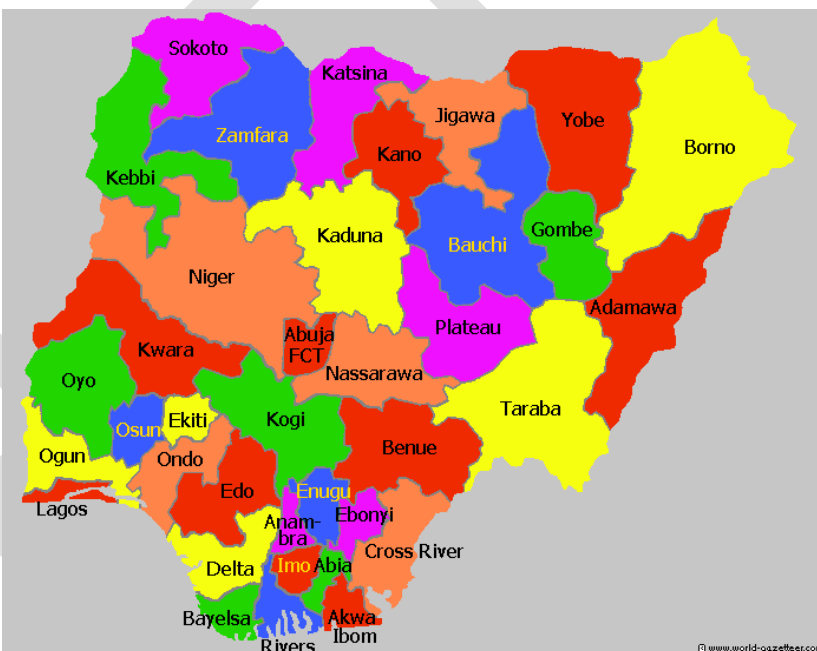 Sokoto
Katsina
Jigawa
Yobe
Zamfara
Borno
Kano
Kebbi
Gombe
Kaduna
Bauchi
Niger
Adamawa
Plateau
Abuja
FCT
Kwara
Nassarawa
Oyo
Taraba
Ekiti
Kogi
Osun
Benue
Ogun
Ondo
Edo
Enugu
Lagos
Anam-
bra
Ebonyi
Cross River
Imo
Abia
Delta
Bayelsa
Akwa
Ibom
Rivers
© www.world-gazetteer.com